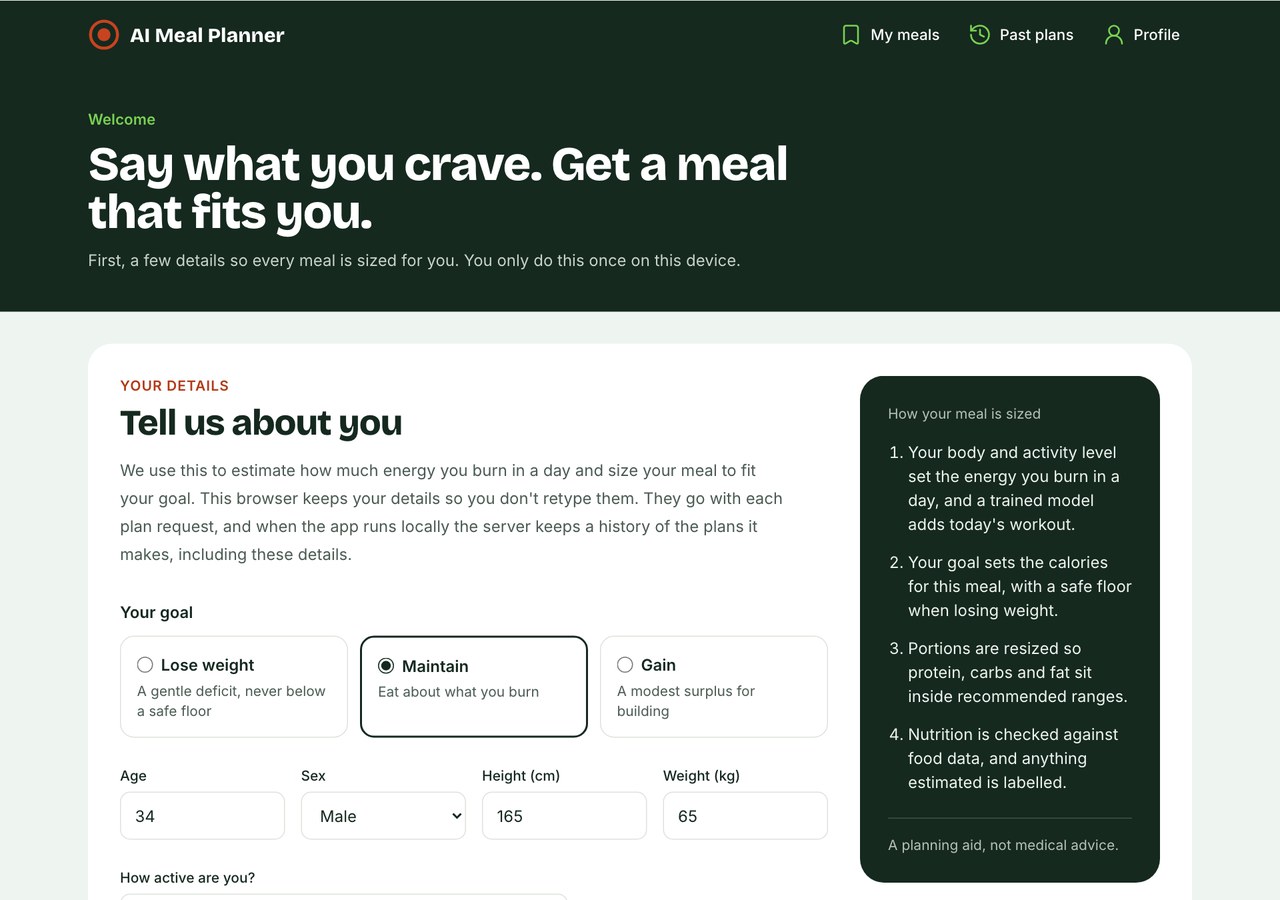 AI Meal Planner
My meals
Past plans
Profile
Welcome
Say what you crave. Get a meal
that fits you.
First, a few details so every meal is sized for you. You only do this once on this device.
YOUR DETAILS
Tell us about you
We use this to estimate how much energy you burn in a day and size your meal to fit
your goal. This browser keeps your details so you don't retype them. They go with each
plan request, and when the app runs locally the server keeps a history of the plans it
makes, including these details.
Your goal
Lose weight
A gentle deficit, never below
a safe floor
Maintain
Eat about what you burn
Gain
A modest surplus for
building
Age
Sex
Height (cm)
Weight (kg)
34
Male
165
65
How active are you?
How your meal is sized
1. Your body and activity level
set the energy you burn in a
day, and a trained model
adds today's workout.
2. Your goal sets the calories
for this meal, with a safe floor
when losing weight.
3. Portions are resized so
protein, carbs and fat sit
inside recommended ranges.
4. Nutrition is checked against
food data, and anything
estimated is labelled.
A planning aid, not medical advice.